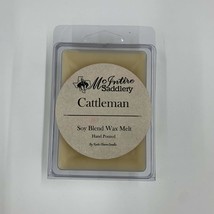 McIntire
Saddlery
Cattleman
Soy Blend Wax Melt
Hand Poured